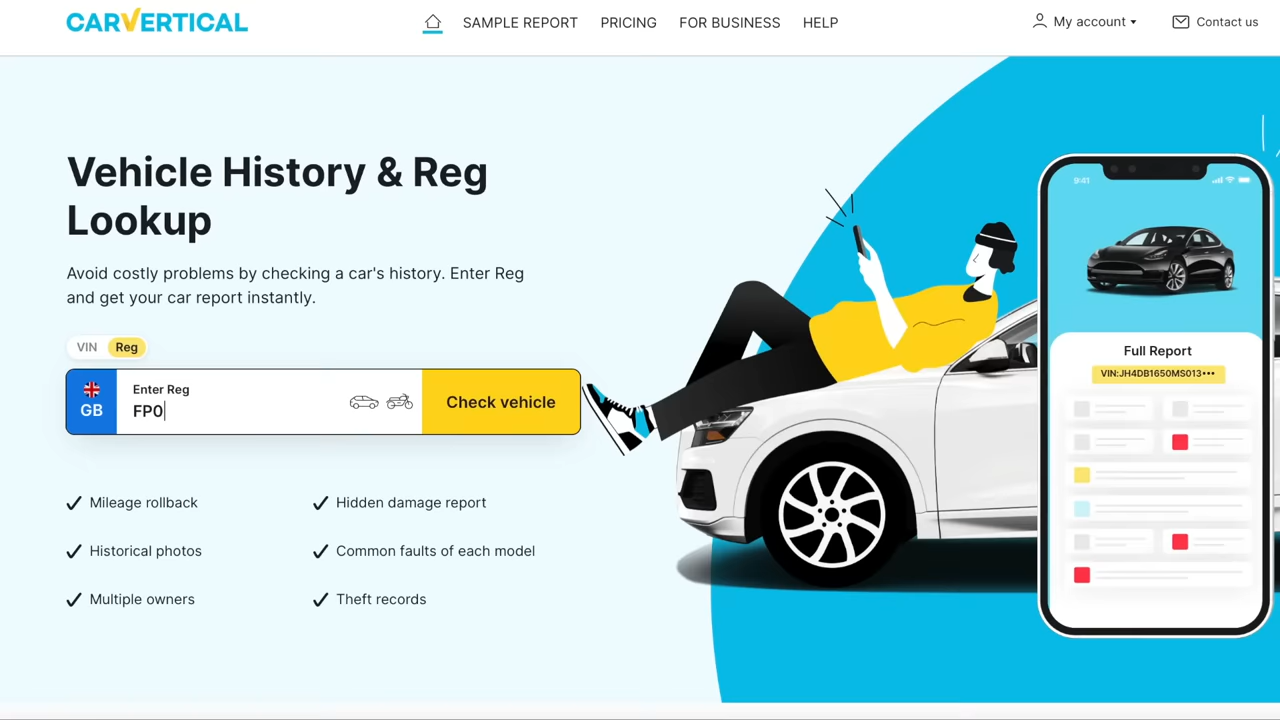 CARVERTICAL
SAMPLE REPORT
PRICING
FOR BUSINESS
HELP
My account
Contact us
Vehicle History & Reg
Lookup
Avoid costly problems by checking a car's history. Enter Reg
and get your car report instantly.
VIN
Reg
GB
Enter Reg
FP0
Check vehicle
Mileage rollback
Hidden damage report
Historical photos
Common faults of each model
Multiple owners
Theft records
9:41
Full Report
VIN:JH4DB1650MS013•••